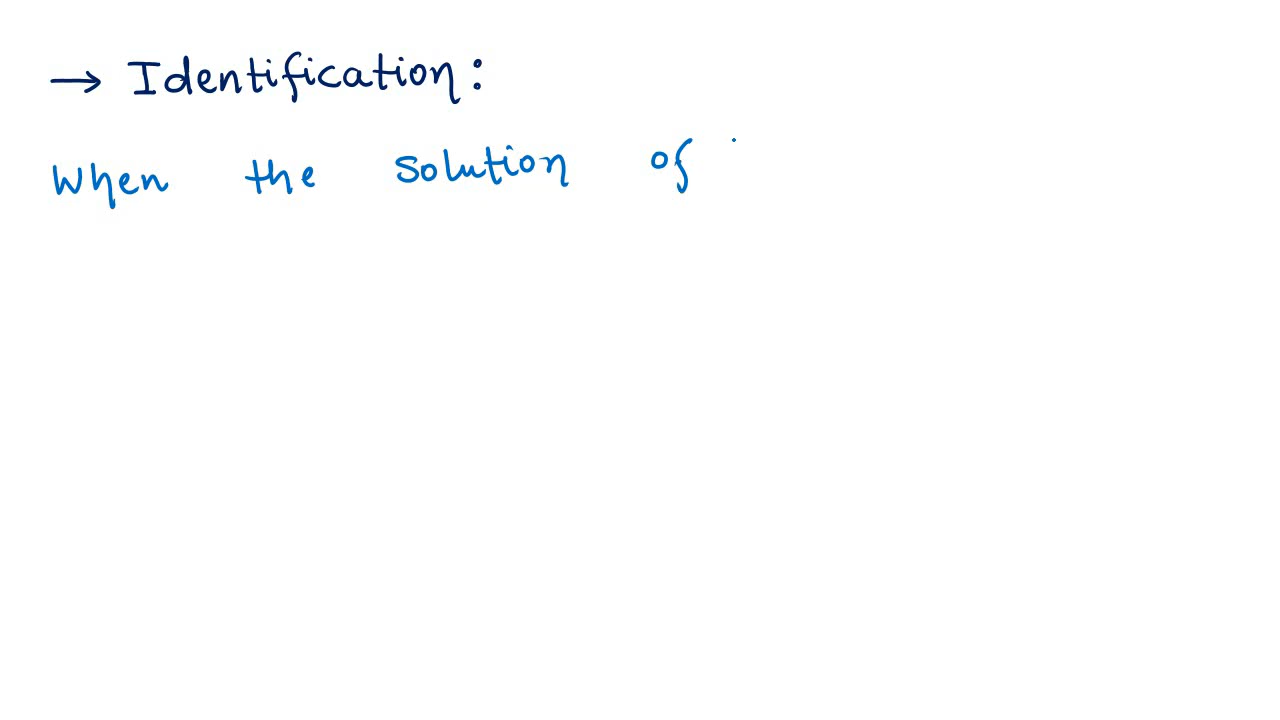 → Identification:
When the solution of